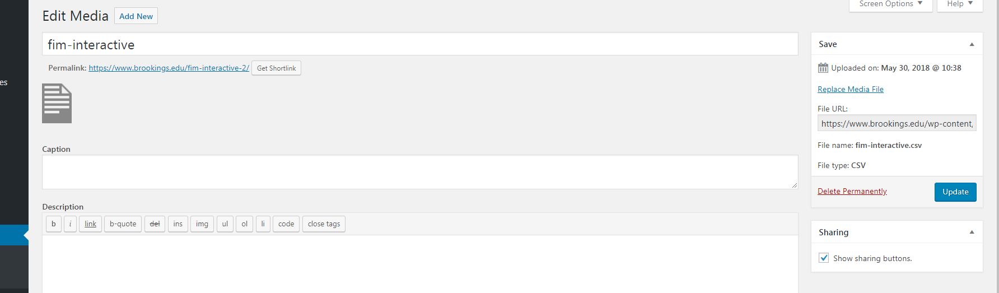 Screen Options
Help
Edit Media Add New
fim-interactive
Permalink: https://www.brookings.edu/fim-interactive-2/ Get Shortlink
es
Caption
Description
b i link b-quote del ins img ul ol li code close tags
Save
Uploaded on: May 30, 2018 @ 10:38
Replace Media File
File URL:
https://www.brookings.edu/wp-content/
File name: fim-interactive.csv
File type: CSV
Delete Permanently Update
Sharing
Show sharing buttons.